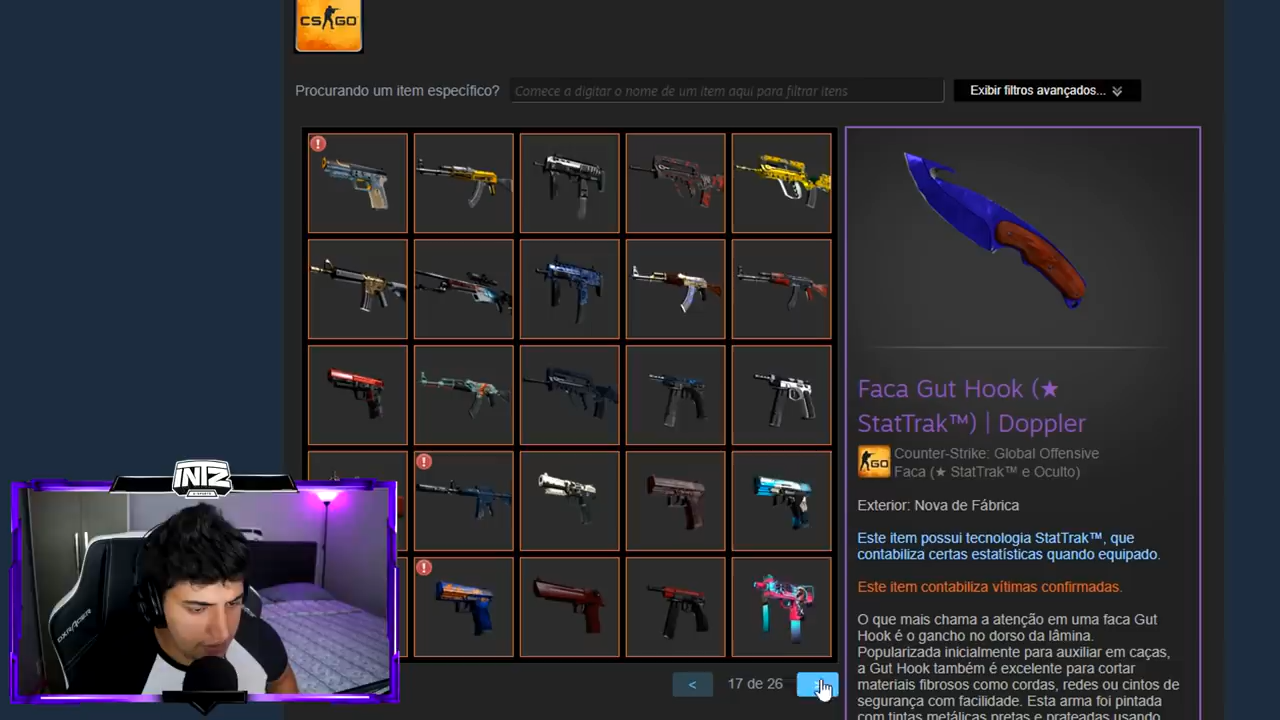 CS GO
Procurando um item específico?
Comece a digitar o nome de um item aqui para filtrar itens
Exibir filtros avançados...
Faca Gut Hook (★
StatTrak™) | Doppler
GO
Counter-Strike: Global Offensive
Faca (★ StatTrak™ e Oculto)
Exterior: Nova de Fábrica
Este item possui tecnologia StatTrak™, que
contabiliza certas estatísticas quando equipado.
Este item contabiliza vítimas confirmadas.
O que mais chama a atenção em uma faca Gut
Hook é o gancho no dorso da lâmina.
Popularizada inicialmente para auxiliar em caças,
a Gut Hook também é excelente para cortar
materiais fibrosos como cordas, redes ou cintos de
segurança com facilidade. Esta arma foi pintada
com tintas metálicas pretas e prateadas usando
< 17 de 26
INTZ
DXRACER